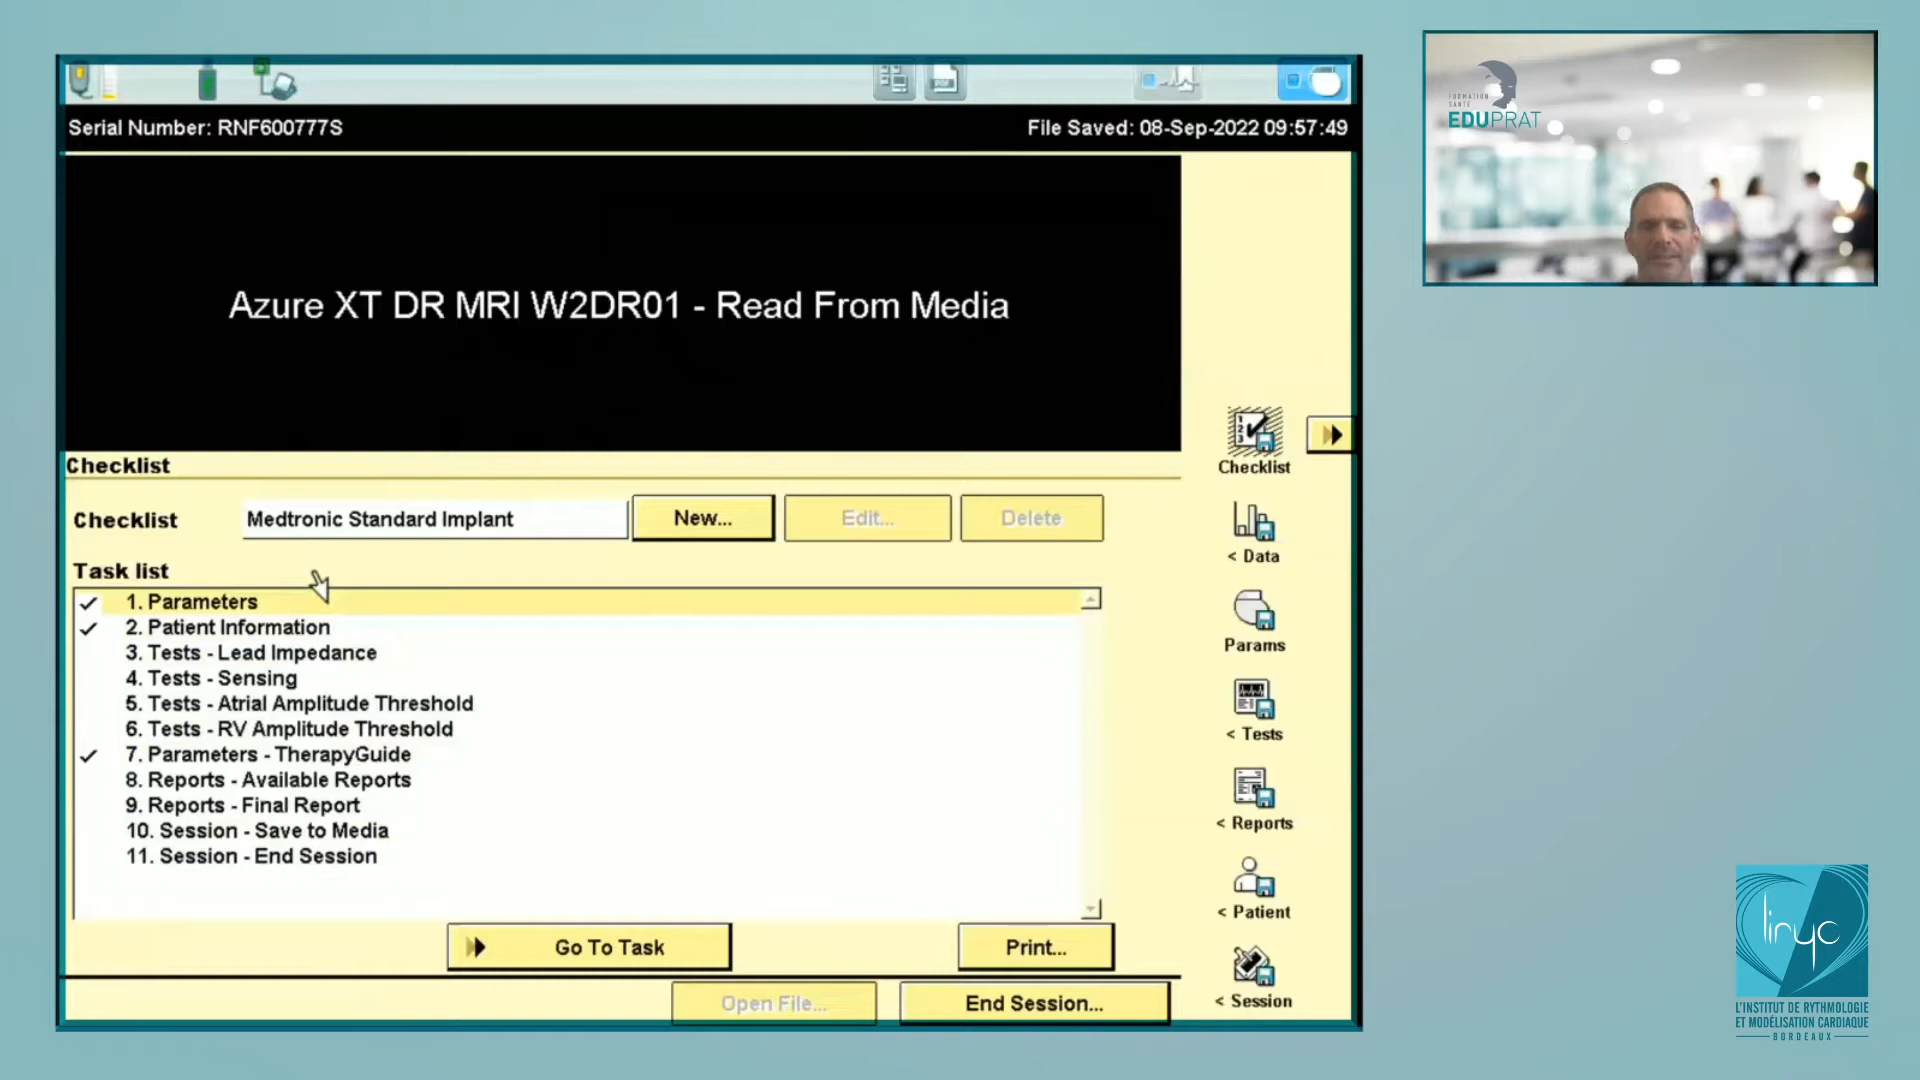 Serial Number: RNF600777S
File Saved: 08-Sep-2022 09:57:49
Azure XT DR MRI W2DR01 - Read From Media
Checklist
Checklist
Medtronic Standard Implant
New...
Edit...
Delete
Task list
1. Parameters
2. Patient Information
3. Tests - Lead Impedance
4. Tests - Sensing
5. Tests - Atrial Amplitude Threshold
6. Tests - RV Amplitude Threshold
7. Parameters - TherapyGuide
8. Reports - Available Reports
9. Reports - Final Report
10. Session - Save to Media
11. Session - End Session
Go To Task
Print...
Open File...
End Session...
Checklist
< Data
Params
< Tests
< Reports
< Patient
< Session
FORMATION
SANTÉ
EDUPRAT
liryc
L'INSTITUT DE RYTHMOLOGIE
ET MODÉLISATION CARDIAQUE
BORDEAUX